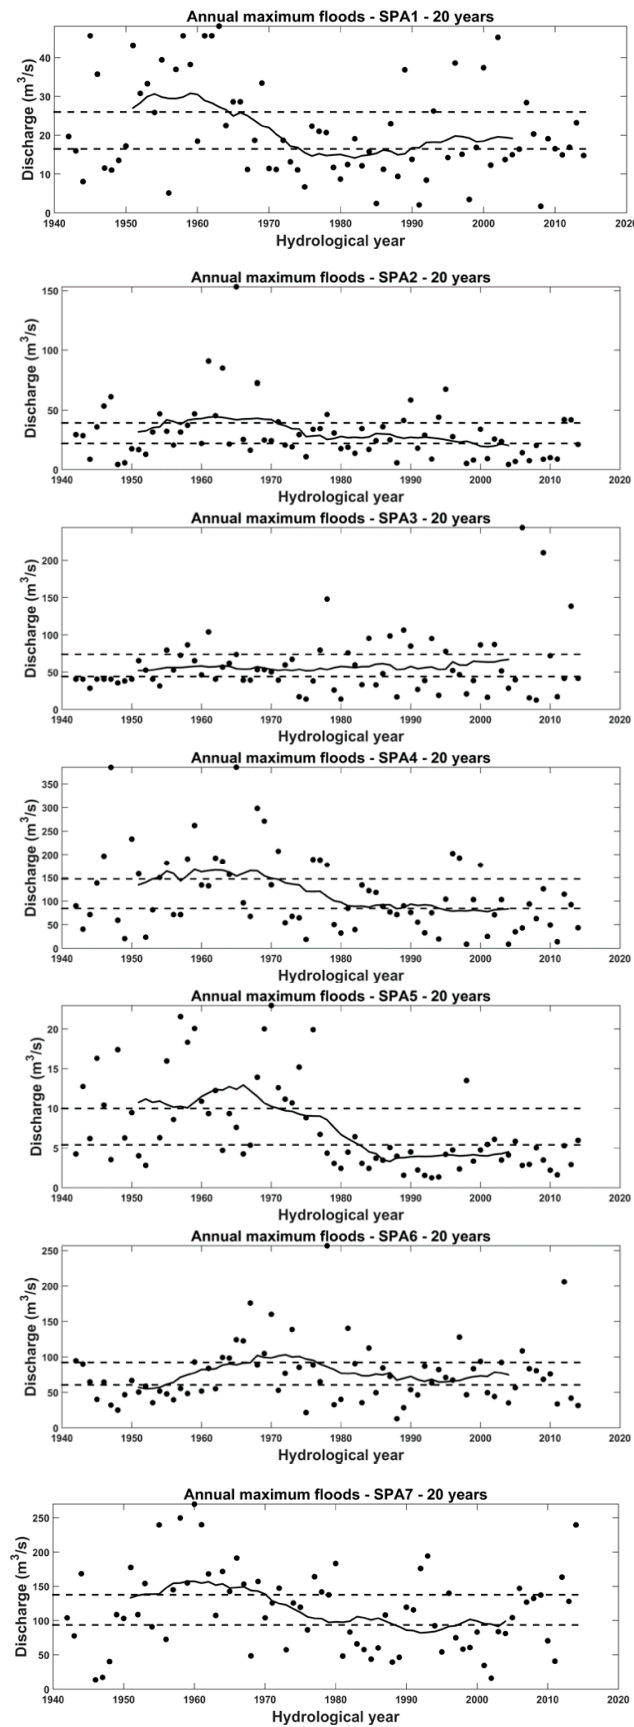 Annual maximum floods - SPA1 - 20 years
Discharge (m³/s)
40
30
20
10
0
1940 1950 1960 1970 1980 1990 2000 2010 2020
Hydrological year
Annual maximum floods - SPA2 - 20 years
Discharge (m³/s)
150
100
50
0
1940 1950 1960 1970 1980 1990 2000 2010 2020
Hydrological year
Annual maximum floods - SPA3 - 20 years
Discharge (m³/s)
200
150
100
50
0
1940 1950 1960 1970 1980 1990 2000 2010 2020
Hydrological year
Annual maximum floods - SPA4 - 20 years
Discharge (m³/s)
350
300
250
200
150
100
50
0
1940 1950 1960 1970 1980 1990 2000 2010 2020
Hydrological year
Annual maximum floods - SPA5 - 20 years
Discharge (m³/s)
20
15
10
5
0
1940 1950 1960 1970 1980 1990 2000 2010 2020
Hydrological year
Annual maximum floods - SPA6 - 20 years
Discharge (m³/s)
250
200
150
100
50
0
1940 1950 1960 1970 1980 1990 2000 2010 2020
Hydrological year
Annual maximum floods - SPA7 - 20 years
Discharge (m³/s)
250
200
150
100
50
0
1940 1950 1960 1970 1980 1990 2000 2010 2020
Hydrological year